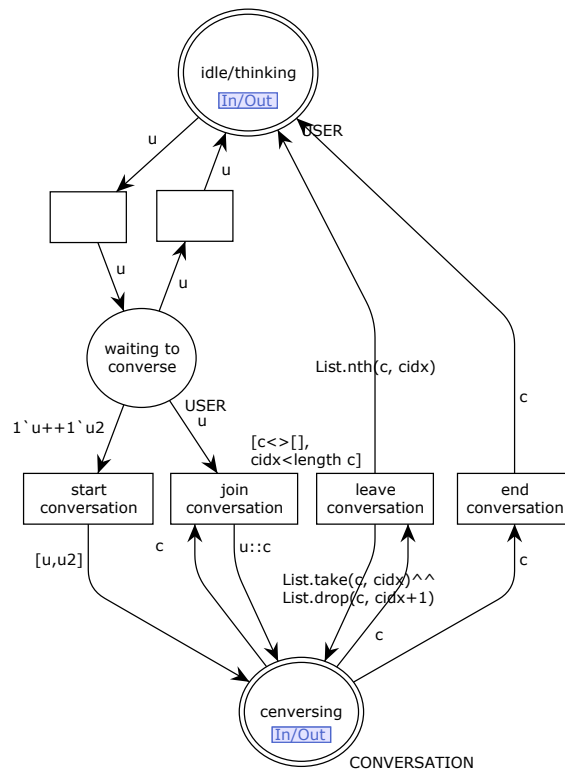 idle/thinking
In/Out
USER
u
u
u
u
waiting to
converse
List.nth(c, cidx)
c
USER
u
1`u++1`u2
[c<>[],
cidx<length c]
start
conversation
join
conversation
leave
conversation
end
conversation
[u,u2]
c
u::c
c
List.take(c, cidx)^^
List.drop(c, cidx+1)
c
cenversing
In/Out
CONVERSATION